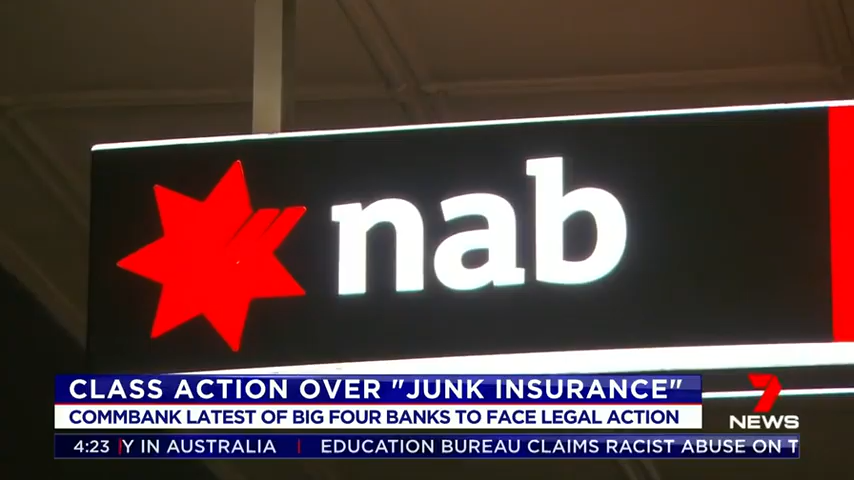 nab
CLASS ACTION OVER "JUNK INSURANCE"
COMMBANK LATEST OF BIG FOUR BANKS TO FACE LEGAL ACTION
7
NEWS
4:23 Y IN AUSTRALIA | EDUCATION BUREAU CLAIMS RACIST ABUSE ON T